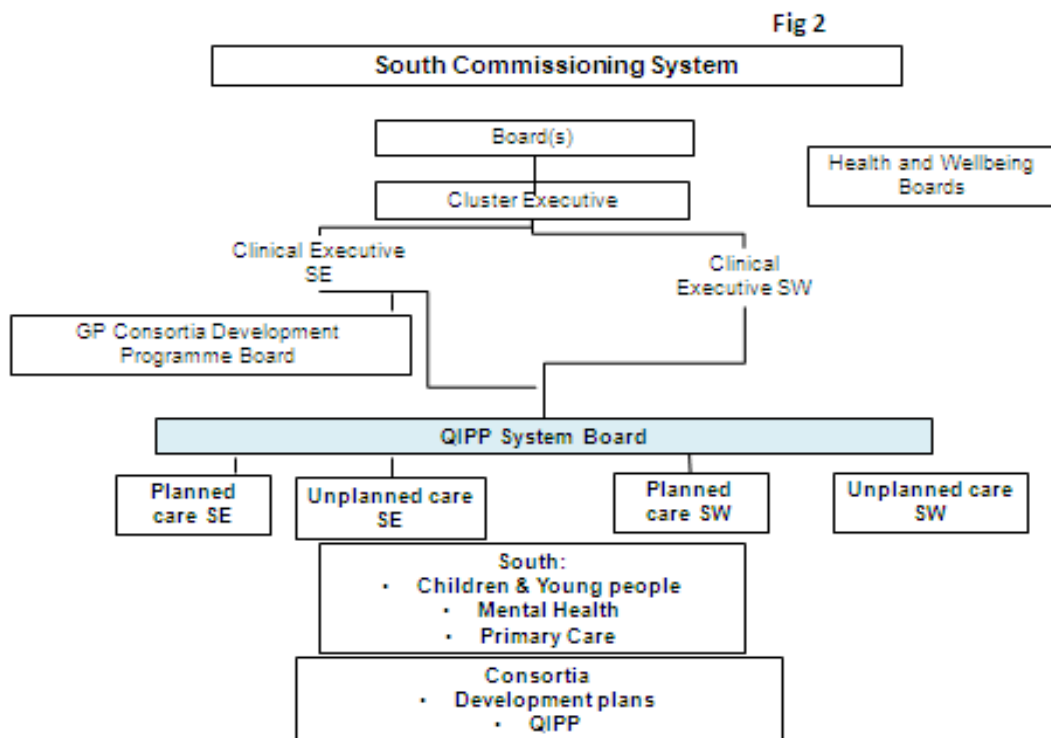 Fig 2
South Commissioning System
Board(s)
Health and Wellbeing
Boards
Cluster Executive
Clinical Executive
SE
Clinical
Executive SW
GP Consortia Development
Programme Board
QIPP System Board
Planned
care SE
Unplanned care
SE
Planned
care SW
Unplanned care
SW
South:
• Children & Young people
• Mental Health
• Primary Care
Consortia
• Development plans
• QIPP